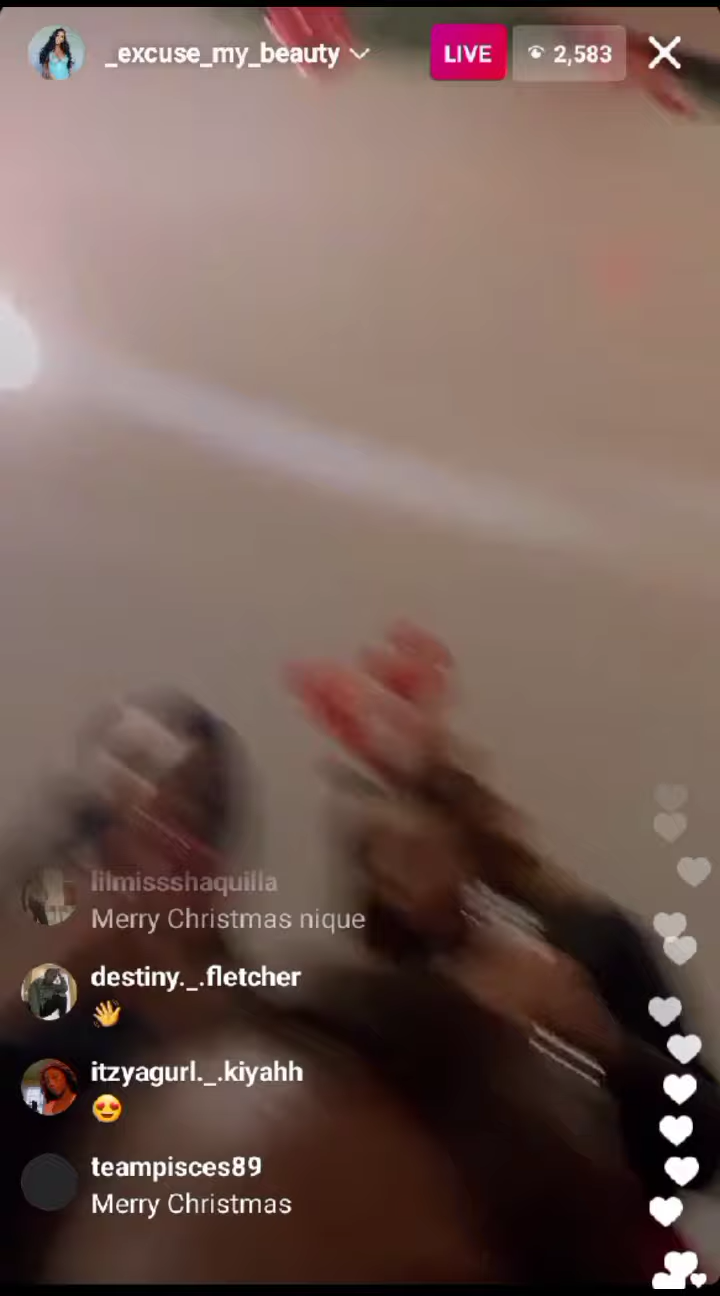 _excuse_my_beauty
LIVE
2,583
lilmissshaquilla
Merry Christmas nique
destiny._.fletcher
👋
itzyagurl._.kiyahh
😍
teampisces89
Merry Christmas